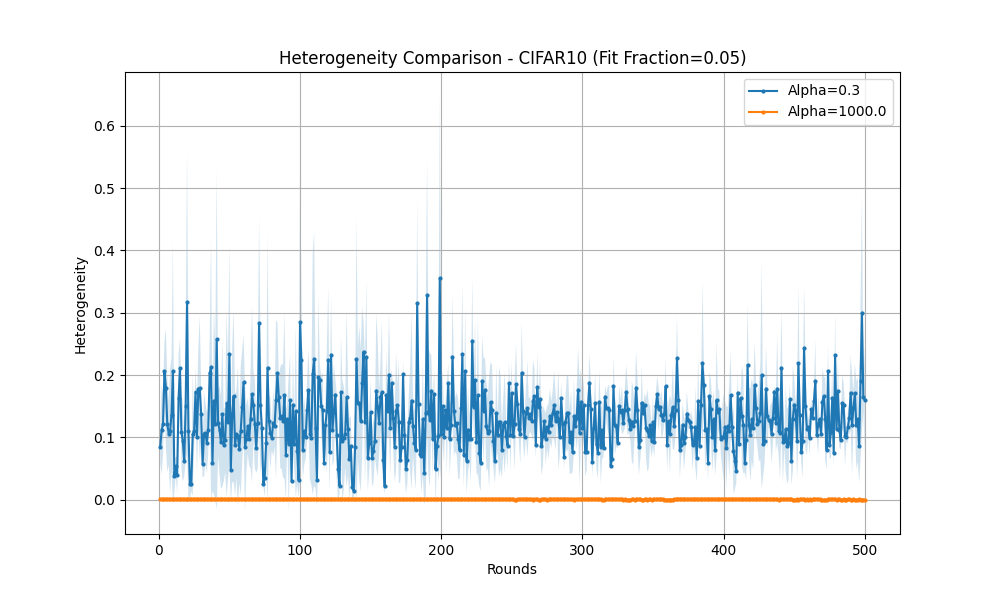 Heterogeneity Comparison - CIFAR10 (Fit Fraction=0.05)
Alpha=0.3
Alpha=1000.0
Heterogeneity
0.6
0.5
0.4
0.3
0.2
0.1
0.0
0 100 200 300 400 500
Rounds